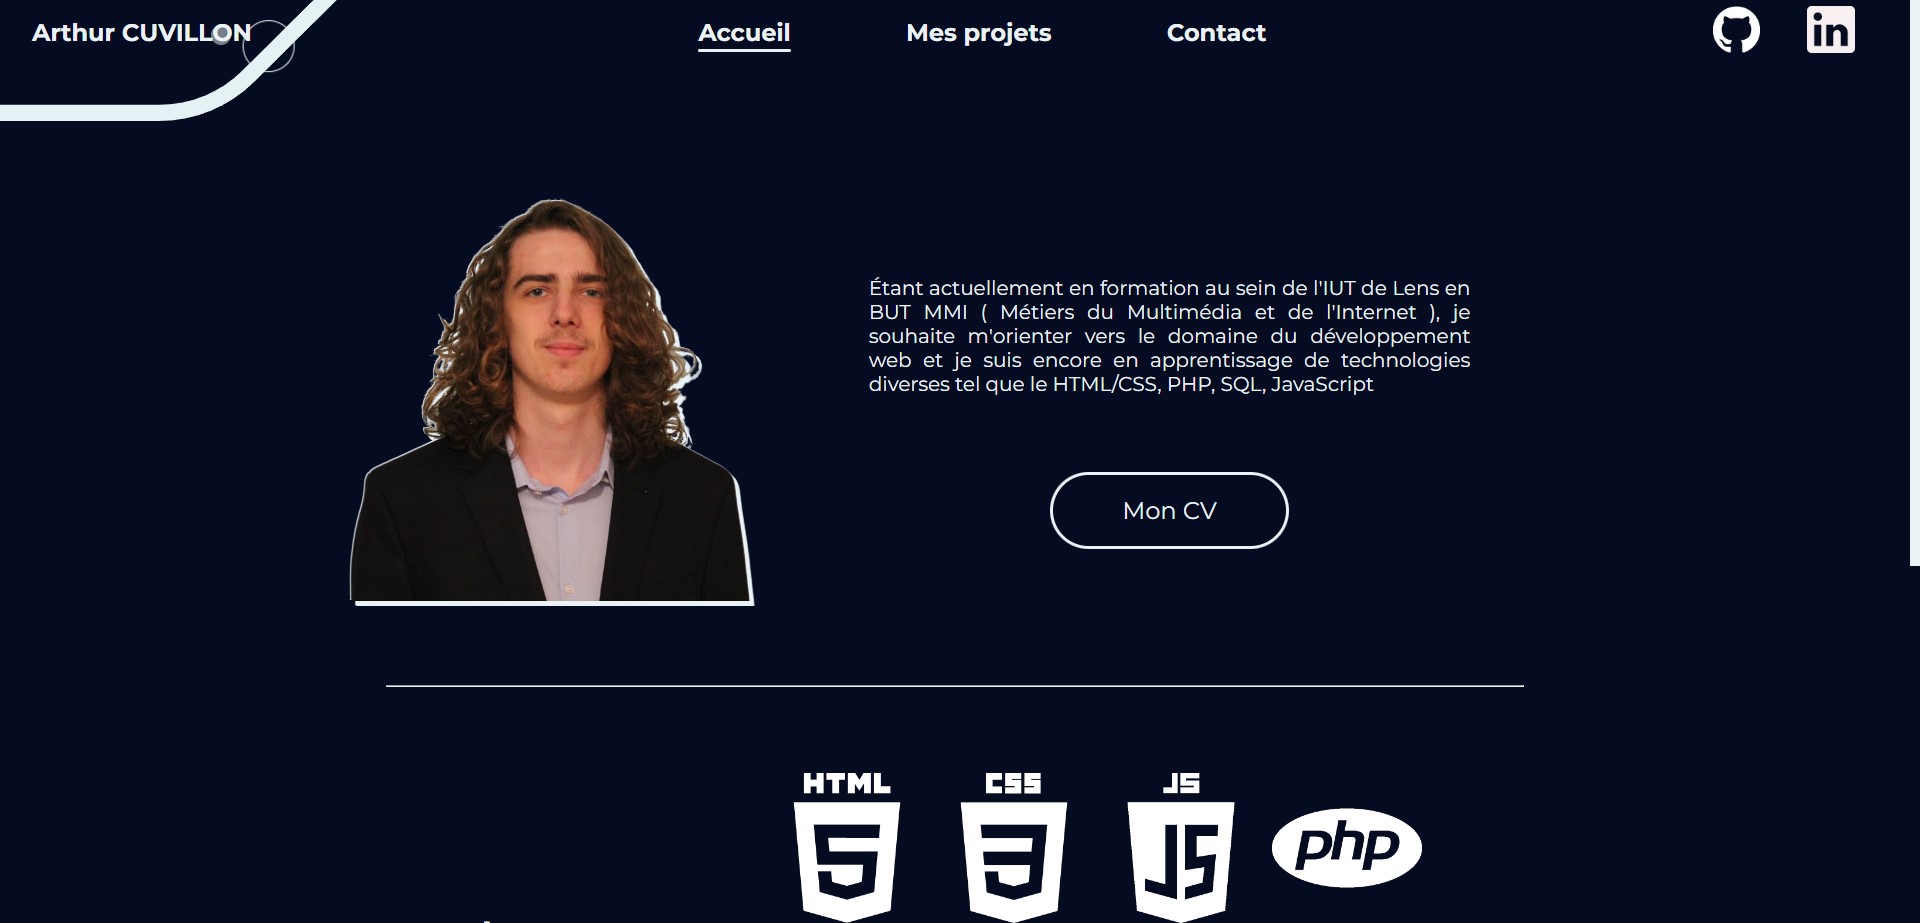 Arthur CUVILLON
Accueil
Mes projets
Contact
in
Étant actuellement en formation au sein de l'IUT de Lens en
BUT MMI ( Métiers du Multimédia et de l'Internet ), je
souhaite m'orienter vers le domaine du développement
web et je suis encore en apprentissage de technologies
diverses tel que le HTML/CSS, PHP, SQL, JavaScript
Mon CV
HTML
5
CSS
3
JS
JS
php